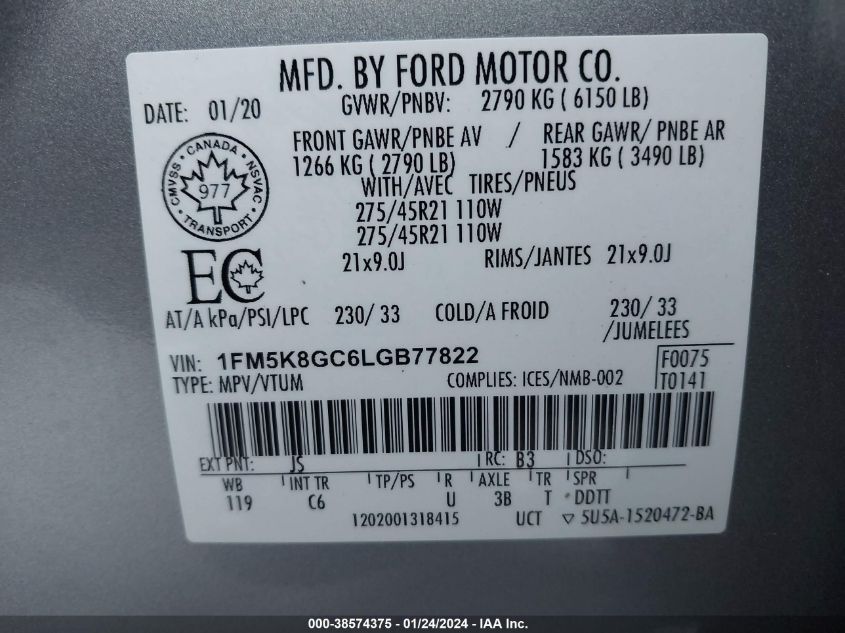 MFD. BY FORD MOTOR CO.
DATE: 01/20
GVWR/PNBV: 2790 KG ( 6150 LB)
FRONT GAWR/PNBE AV / REAR GAWR/ PNBE AR
1266 KG ( 2790 LB) 1583 KG ( 3490 LB)
WITH/AVEC TIRES/PNEUS
275/45R21 110W
275/45R21 110W
21x9.0J RIMS/JANTES 21x9.0J
CMVSS • CANADA • NSVAC • TRANSPORT •
977
EC
AT/A kPa/PSI/LPC 230/ 33 COLD/A FROID 230/ 33
/JUMELEES
VIN: 1FM5K8GC6LGB77822 F0075
TYPE: MPV/VTUM COMPLIES: ICES/NMB-002 T0141
EXT PNT: JS RC: B3 DSO:
WB INT TR TP/PS R AXLE TR SPR
119 C6 U 3B T DDTT
1202001318415 UCT ▽ 5U5A-1520472-BA
000-38574375 - 01/24/2024 - IAA Inc.